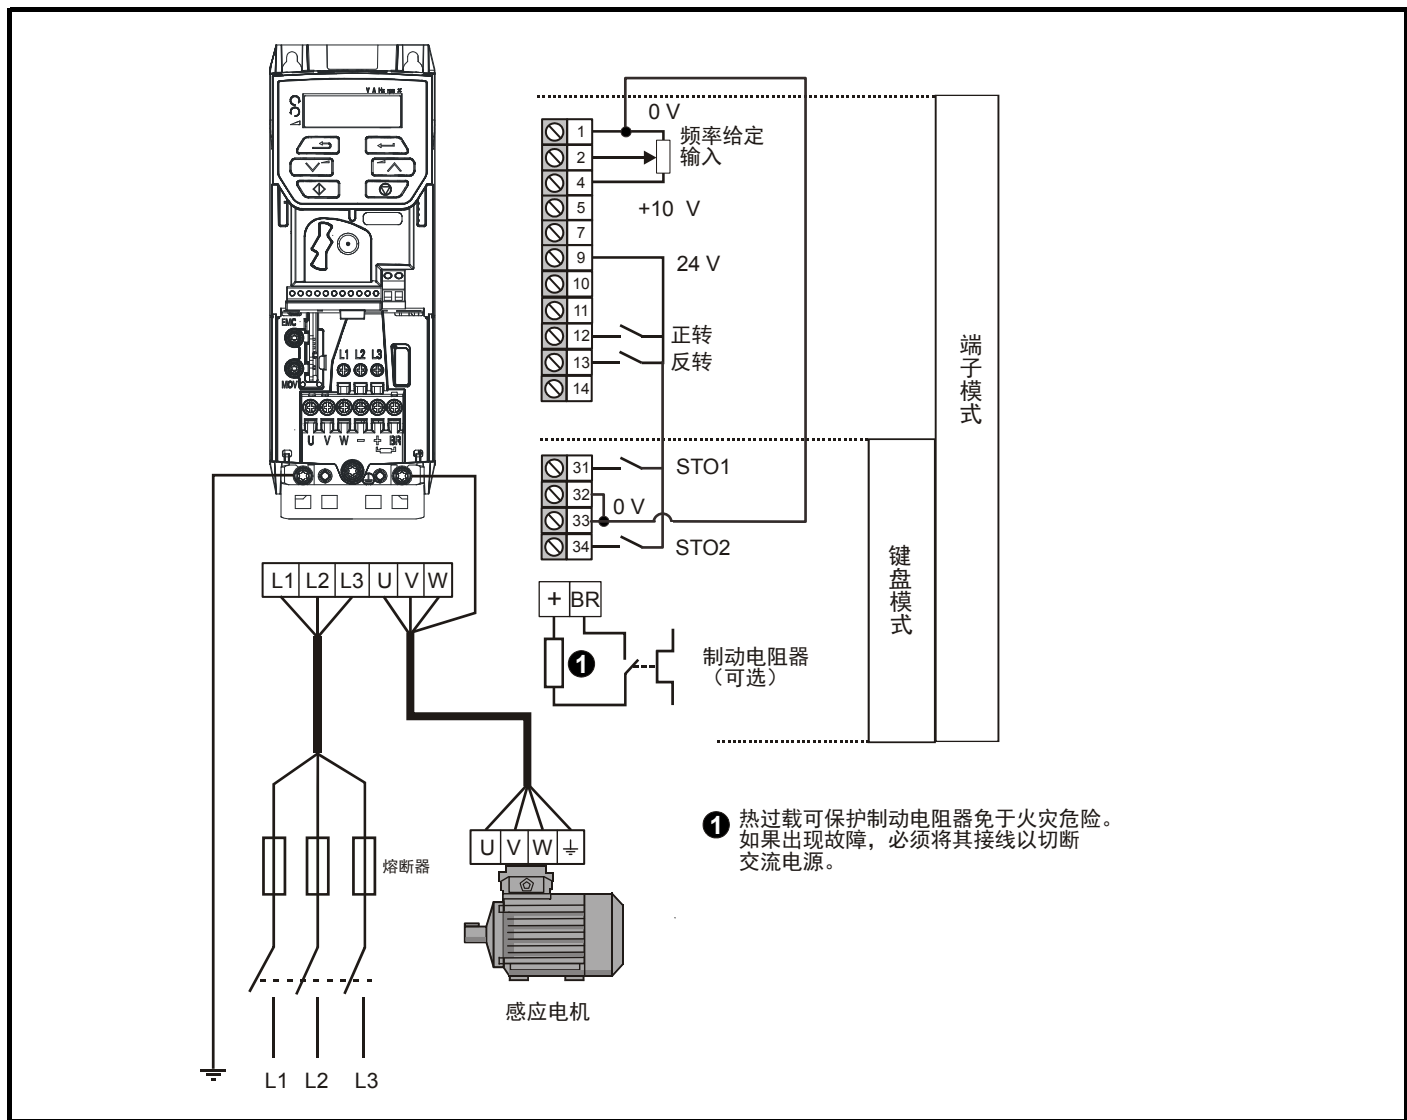 V A Hz rpm %
0 V
1
频率给定
2
输入
4
5
+10 V
7
9
24 V
10
11
12
正转
13
反转
14
EMC
MOV
L1 L2 L3
U V W − + BR
端子模式
31
STO1
32
0 V
33
34
STO2
键盘模式
L1 L2 L3 U V W
+ BR
1
制动电阻器
（可选）
1 热过载可保护制动电阻器免于火灾危险。
如果出现故障，必须将其接线以切断
交流电源。
U V W
熔断器
感应电机
L1 L2 L3